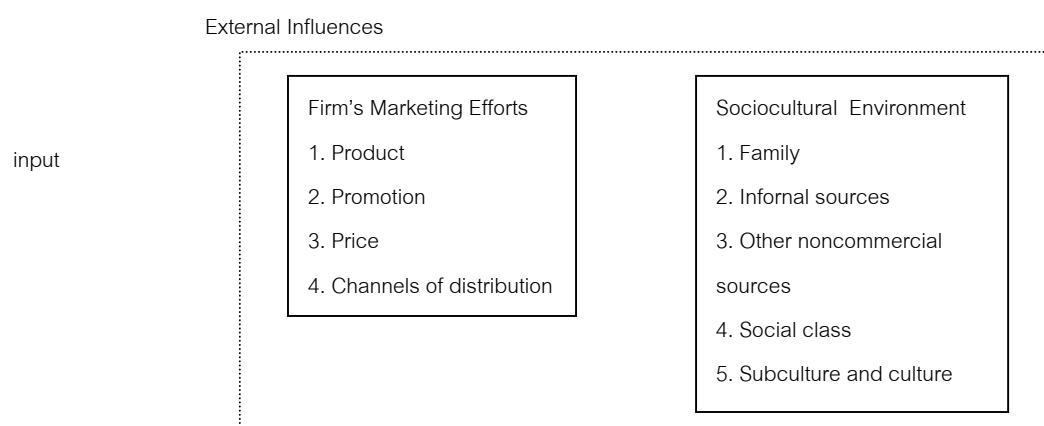 External Influences
input
Firm's Marketing Efforts
1. Product
2. Promotion
3. Price
4. Channels of distribution
Sociocultural Environment
1. Family
2. Infornal sources
3. Other noncommercial
sources
4. Social class
5. Subculture and culture